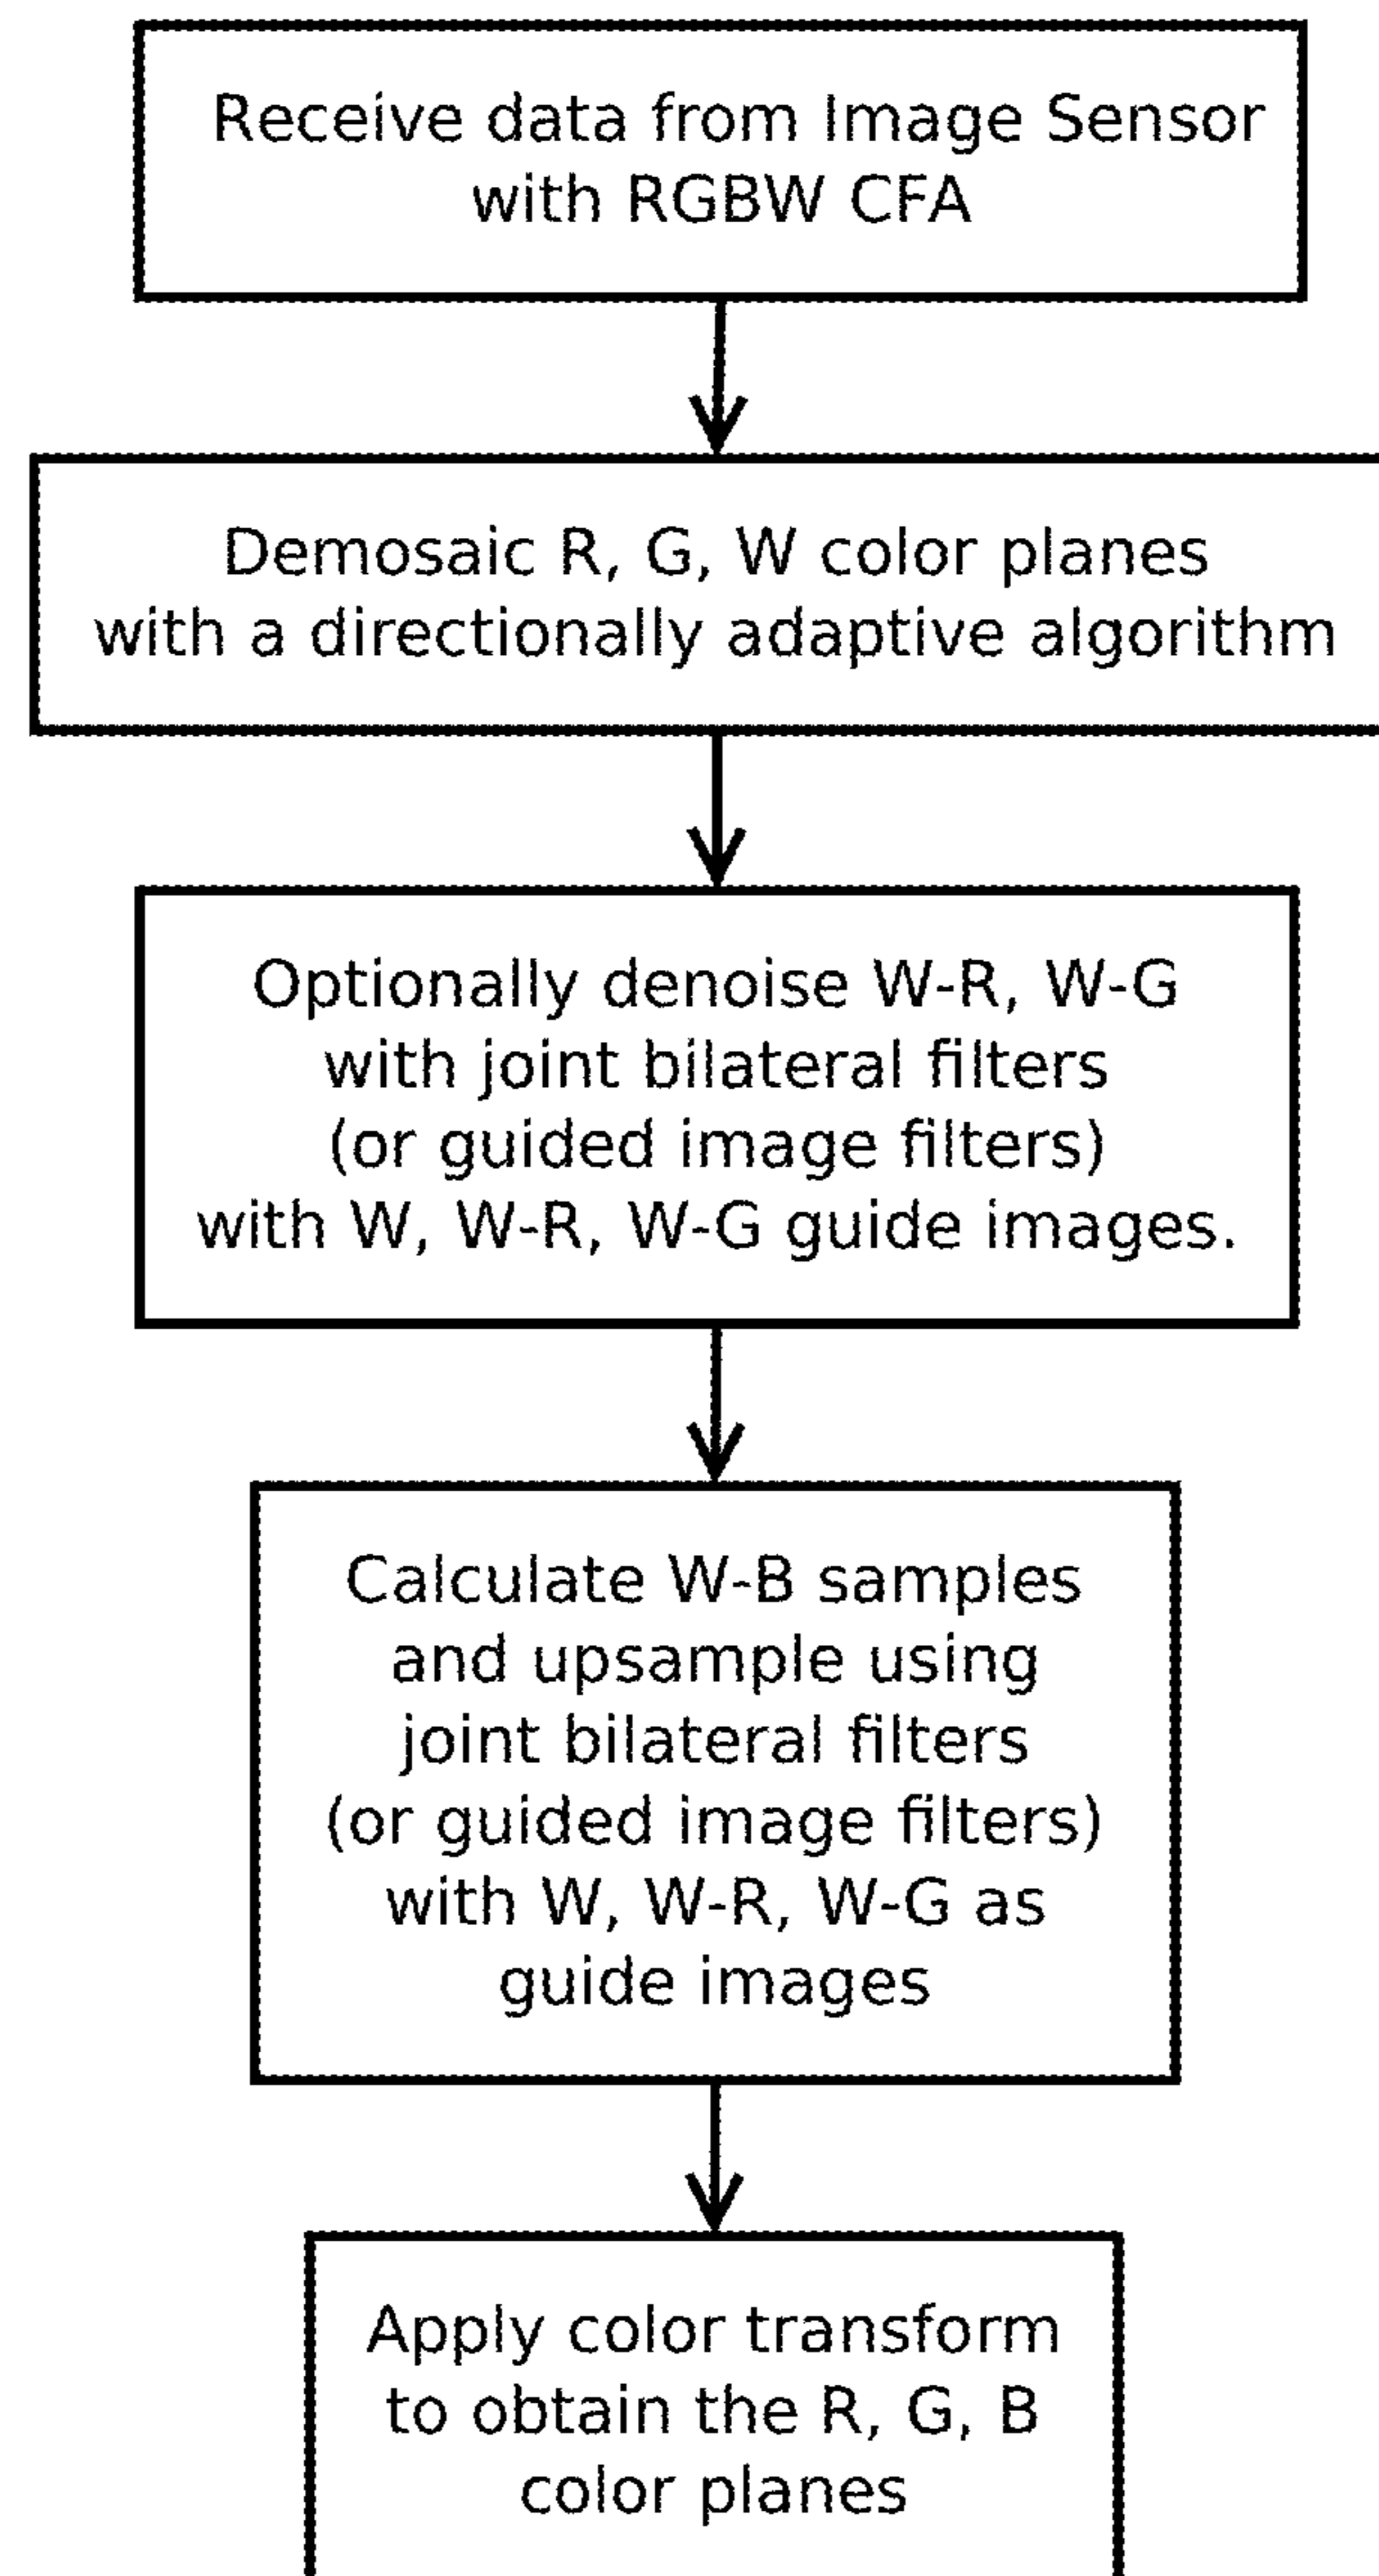 Receive data from Image Sensor
with RGBW CFA
Demosaic R, G, W color planes
with a directionally adaptive algorithm
Optionally denoise W-R, W-G
with joint bilateral filters
(or guided image filters)
with W, W-R, W-G guide images.
Calculate W-B samples
and upsample using
joint bilateral filters
(or guided image filters)
with W, W-R, W-G as
guide images
Apply color transform
to obtain the R, G, B
color planes